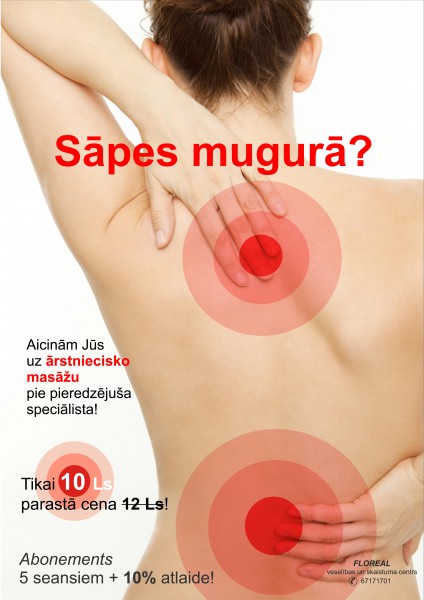 Sāpes mugurā?
Aicinām Jūs
uz ārstniecisko
masāžu
pie pieredzējuša
speciālista!
Tikai 10 Ls
parastā cena 12 Ls!
Abonements
5 seansiem + 10% atlaide!
FLOREAL
veselības un skaistuma centrs
✆ 67171701